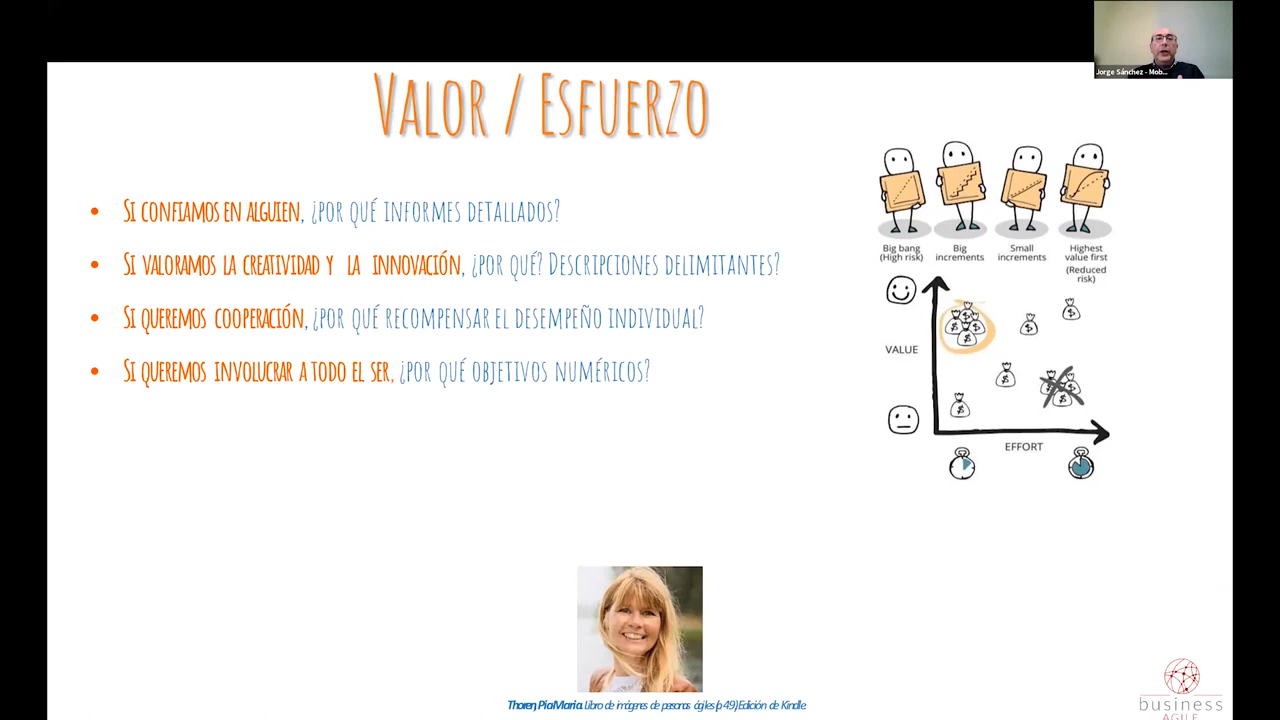 Jorge Sánchez - Mob...
VALOR / ESFUERZO
• SI CONFIAMOS EN ALGUIEN, ¿POR QUÉ INFORMES DETALLADOS?
• SI VALORAMOS LA CREATIVIDAD Y LA INNOVACIÓN, ¿POR QUÉ? DESCRIPCIONES DELIMITANTES?
• SI QUEREMOS COOPERACIÓN, ¿POR QUÉ RECOMPENSAR EL DESEMPEÑO INDIVIDUAL?
• SI QUEREMOS INVOLUCRAR A TODO EL SER, ¿POR QUÉ OBJETIVOS NUMÉRICOS?
Big bang
(High risk)
Big
increments
Small
increments
Highest
value first
(Reduced
risk)
VALUE
EFFORT
Thoren, Pia-Maria. Libro de imágenes de personas ágiles (p.49). Edición de Kindle.
business
AGILE